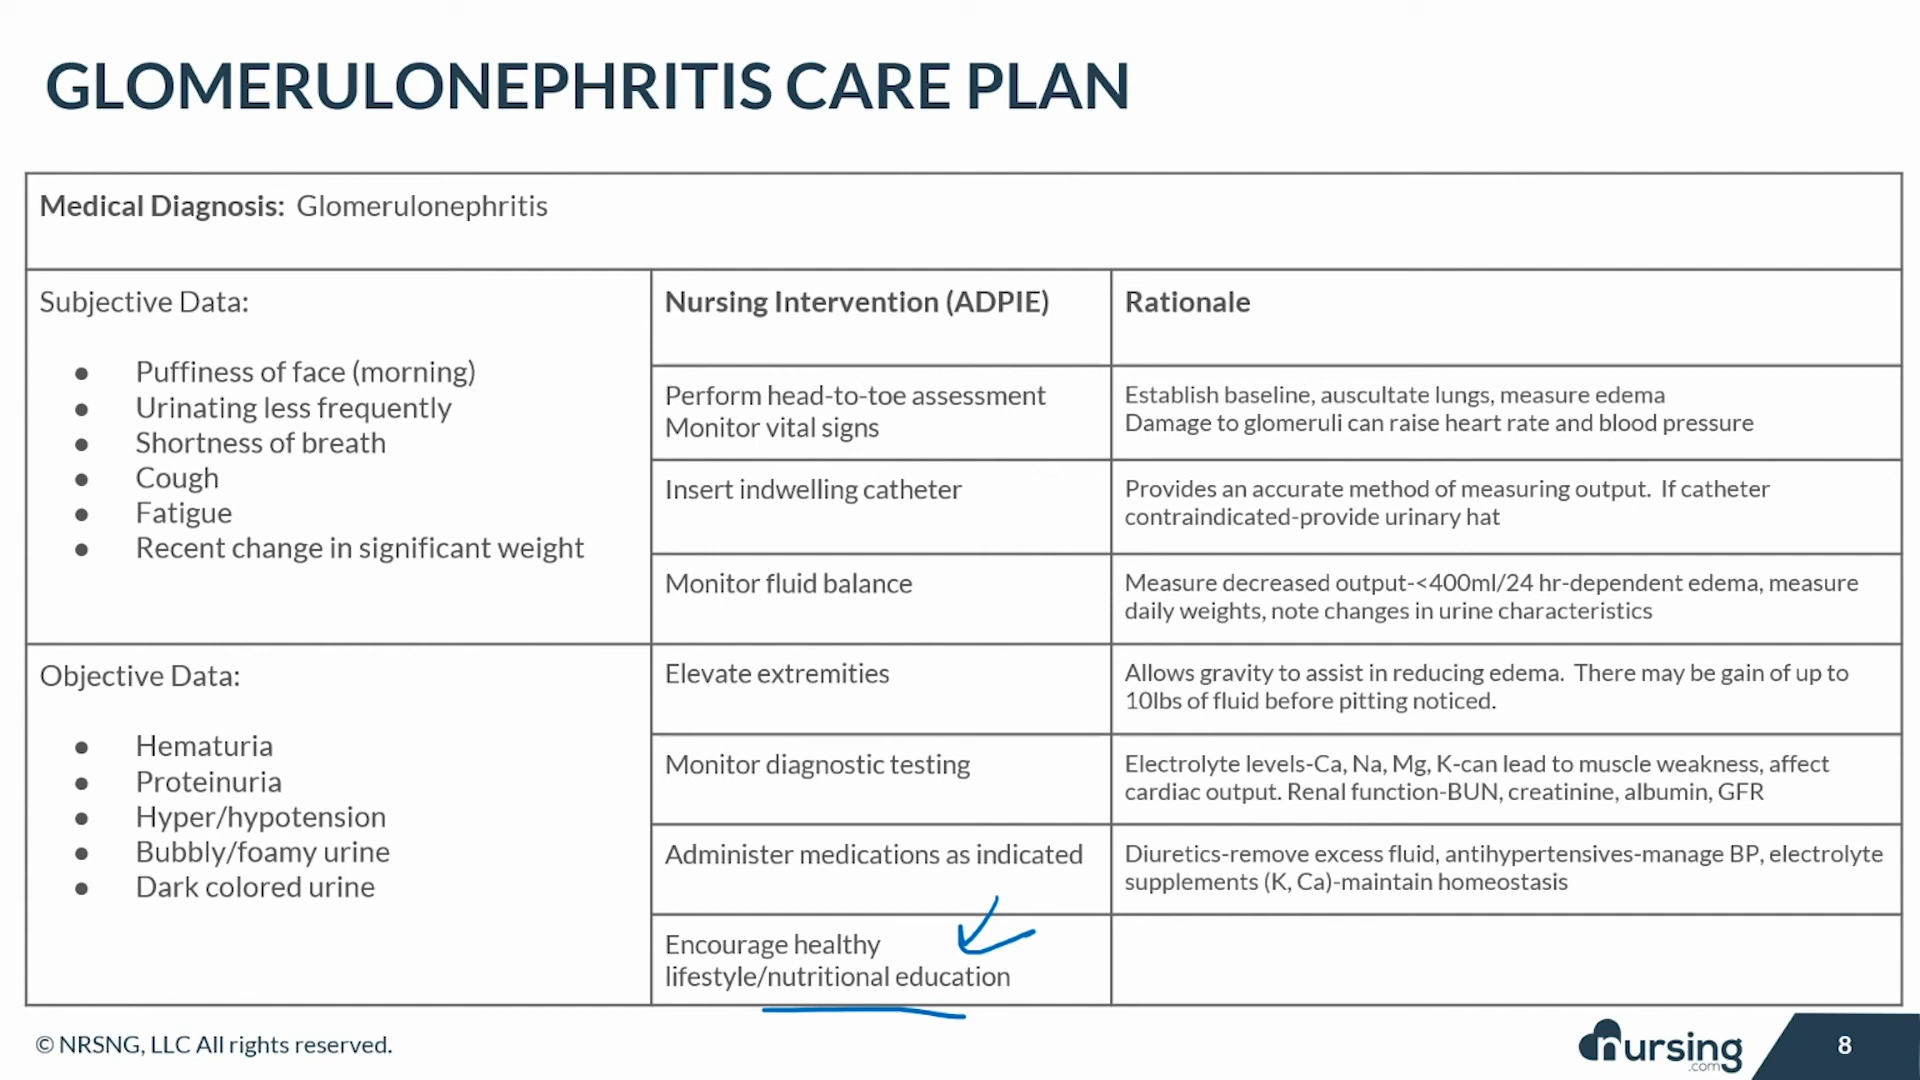 GLOMERULONEPHRITIS CARE PLAN
Medical Diagnosis: Glomerulonephritis
Subjective Data:
● Puffiness of face (morning)
● Urinating less frequently
● Shortness of breath
● Cough
● Fatigue
● Recent change in significant weight
Objective Data:
● Hematuria
● Proteinuria
● Hyper/hypotension
● Bubbly/foamy urine
● Dark colored urine
Nursing Intervention (ADPIE)
Rationale
Perform head-to-toe assessment
Monitor vital signs
Establish baseline, auscultate lungs, measure edema
Damage to glomeruli can raise heart rate and blood pressure
Insert indwelling catheter
Provides an accurate method of measuring output. If catheter
contraindicated-provide urinary hat
Monitor fluid balance
Measure decreased output-<400ml/24 hr-dependent edema, measure
daily weights, note changes in urine characteristics
Elevate extremities
Allows gravity to assist in reducing edema. There may be gain of up to
10lbs of fluid before pitting noticed.
Monitor diagnostic testing
Electrolyte levels-Ca, Na, Mg, K-can lead to muscle weakness, affect
cardiac output. Renal function-BUN, creatinine, albumin, GFR
Administer medications as indicated
Diuretics-remove excess fluid, antihypertensives-manage BP, electrolyte
supplements (K, Ca)-maintain homeostasis
Encourage healthy
lifestyle/nutritional education
© NRSNG, LLC All rights reserved.
nursing
.com
8